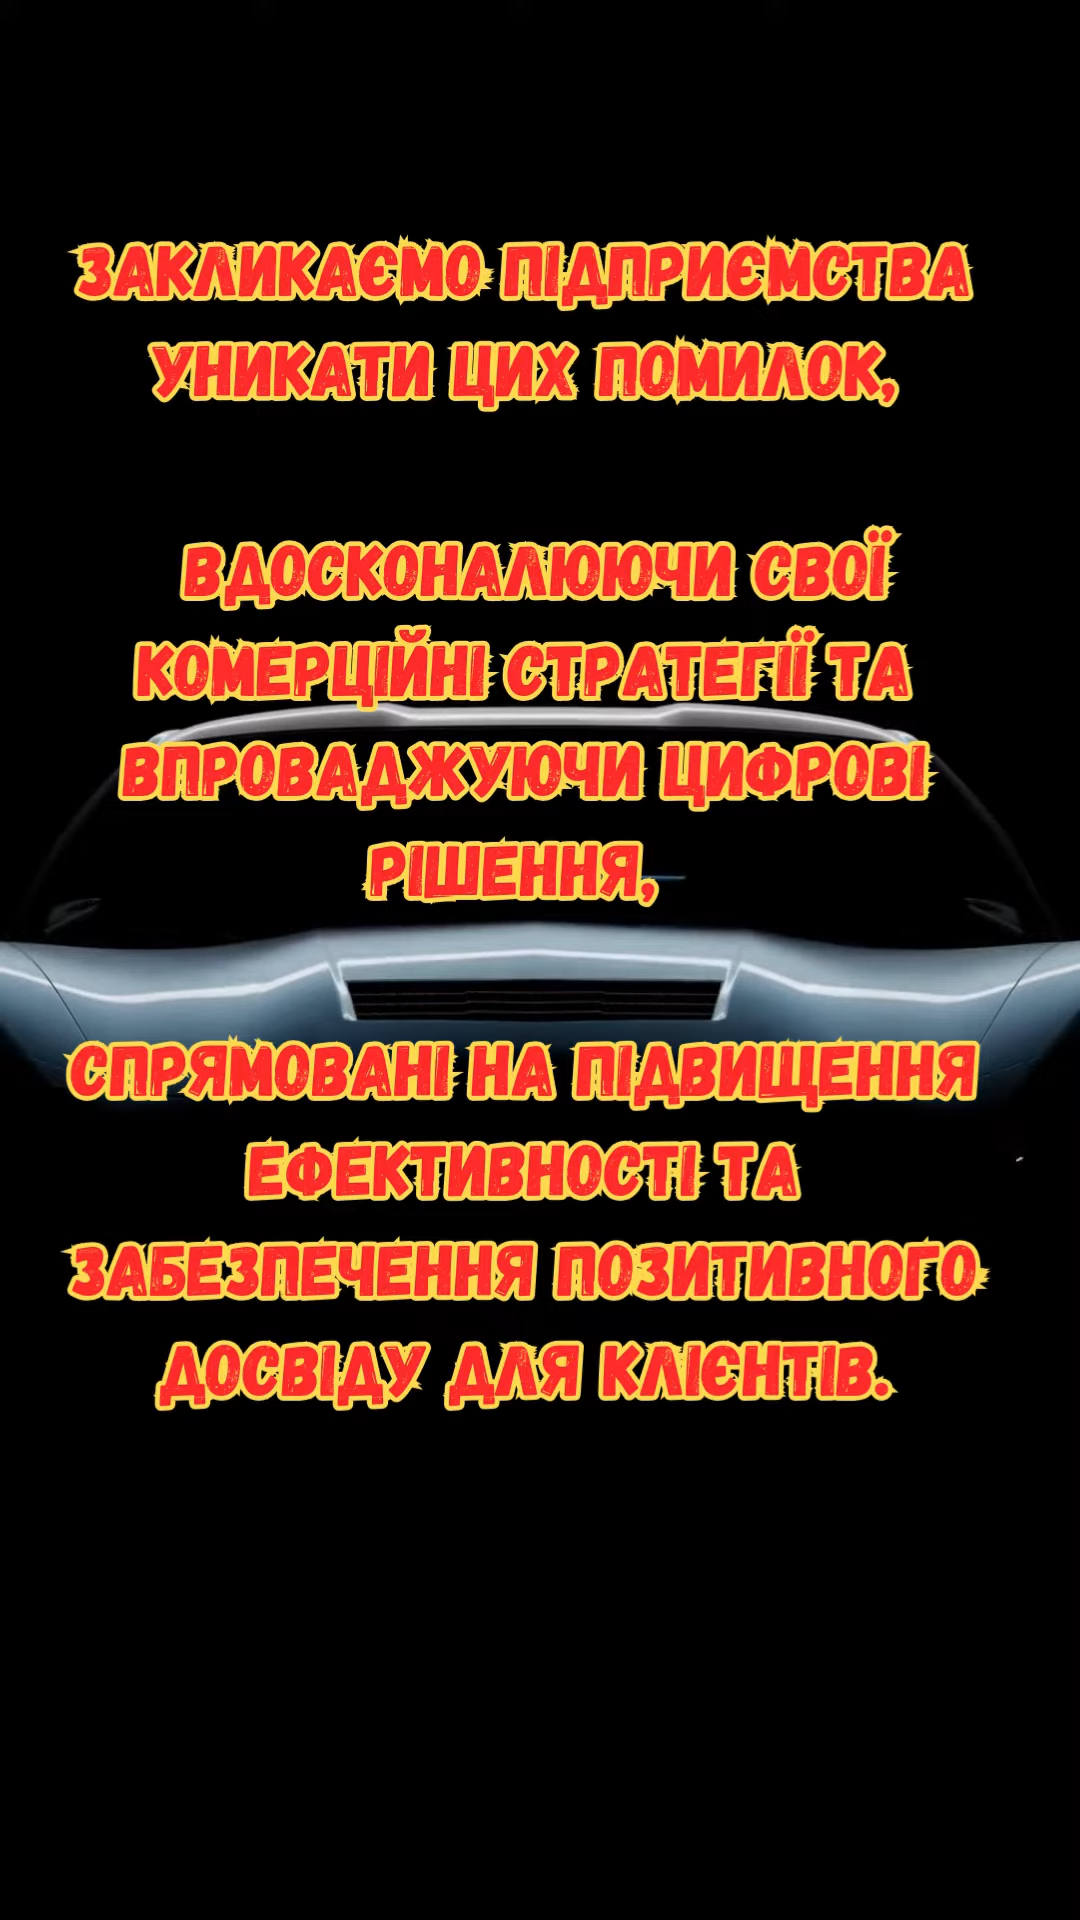 ЗАКЛИКАЄМО ПІДПРИЄМСТВА
УНИКАТИ ЦИХ ПОМИЛОК,
ВДОСКОНАЛЮЮЧИ СВОЇ
КОМЕРЦІЙНІ СТРАТЕГІЇ ТА
ВПРОВАДЖУЮЧИ ЦИФРОВІ
РІШЕННЯ,
СПРЯМОВАНІ НА ПІДВИЩЕННЯ
ЕФЕКТИВНОСТІ ТА
ЗАБЕЗПЕЧЕННЯ ПОЗИТИВНОГО
ДОСВІДУ ДЛЯ КЛІЄНТІВ.